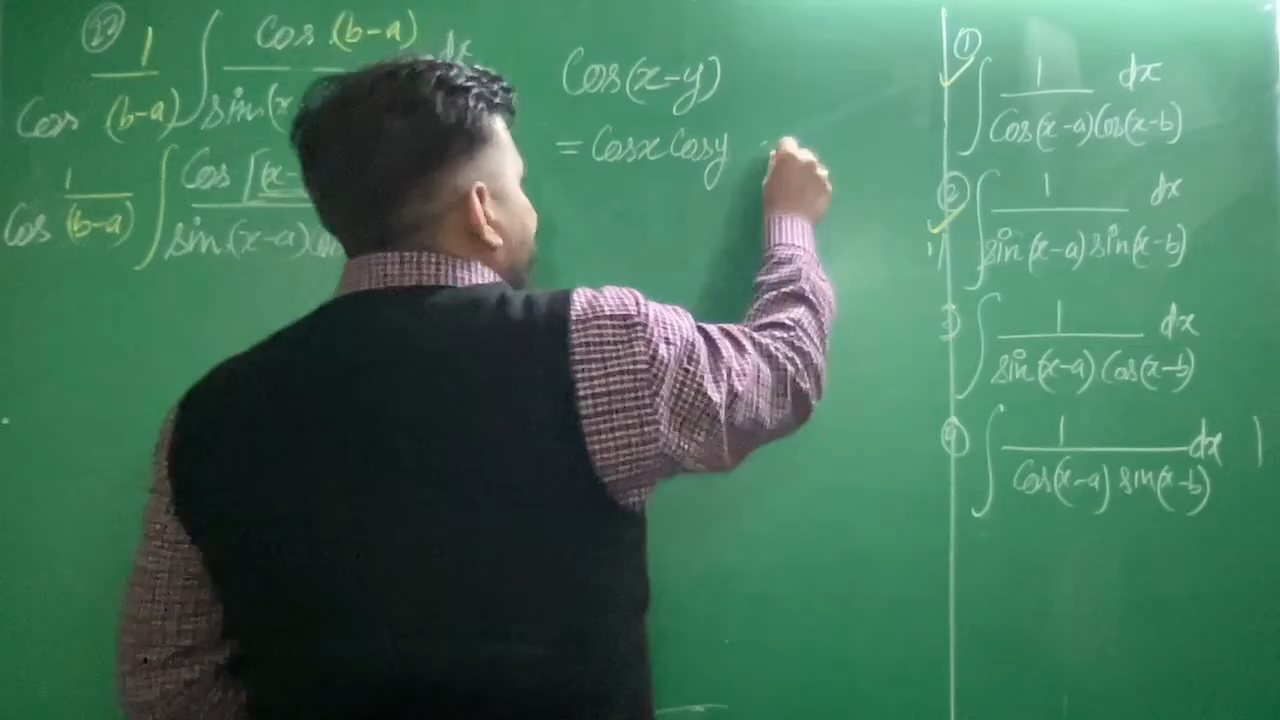 27
1/Cos (b-a) ∫ Cos (b-a)/sin(x dx
1/Cos (b-a) ∫ Cos [(x-/sin(x-a)
Cos(x-y)
= Cosx Cosy
① ∫ 1/Cos(x-a)Cos(x-b) dx
② ∫ 1/sin(x-a) sin(x-b) dx
3) ∫ 1/sin(x-a) Cos(x-b) dx
④ ∫ 1/Cos(x-a) sin(x-b) dx